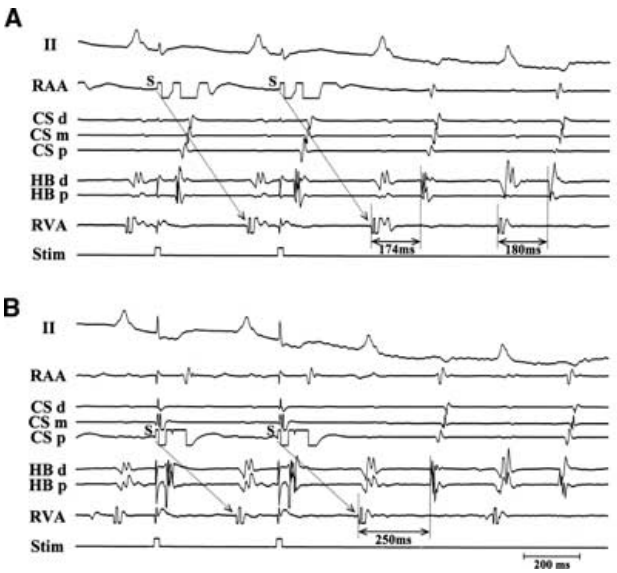 A
II
RAA
S
S
CS d
CS m
CS p
HB d
HB p
RVA
174ms
180ms
Stim
B
II
RAA
CS d
CS m
CS p
S
S
HB d
HB p
RVA
250ms
Stim
200 ms